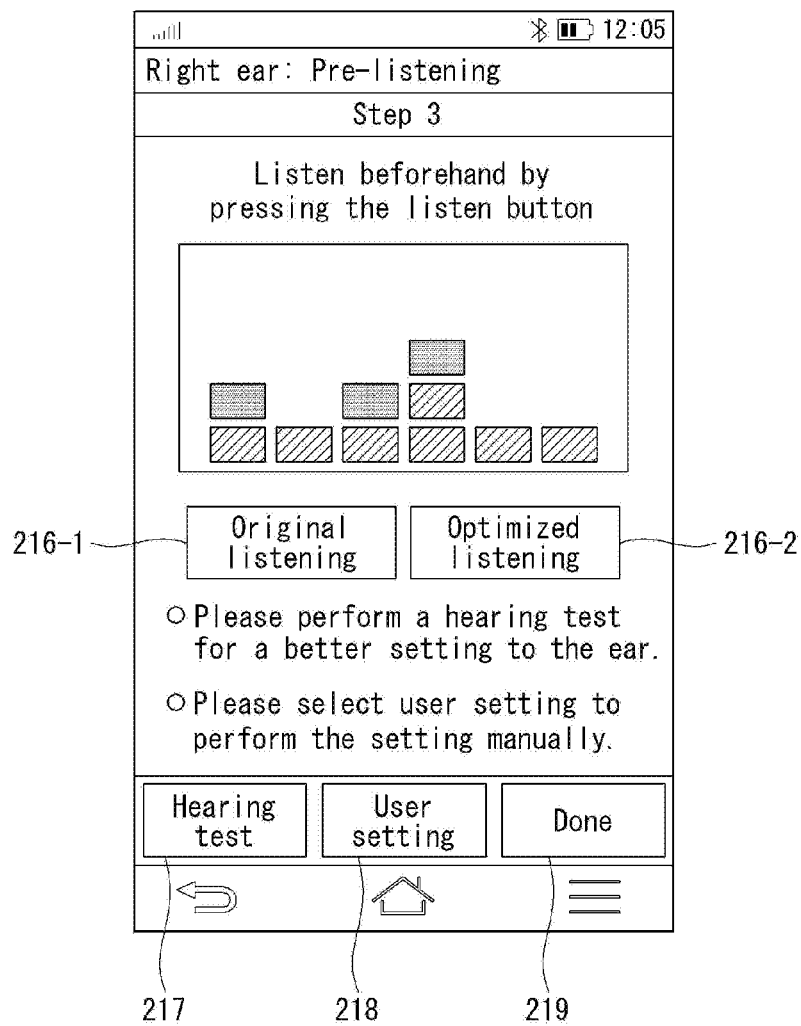 12:05
Right ear: Pre-listening
Step 3
Listen beforehand by
pressing the listen button
216-1
Original
listening
Optimized
listening
216-2
Please perform a hearing test
for a better setting to the ear.
Please select user setting to
perform the setting manually.
Hearing
test
User
setting
Done
217
218
219